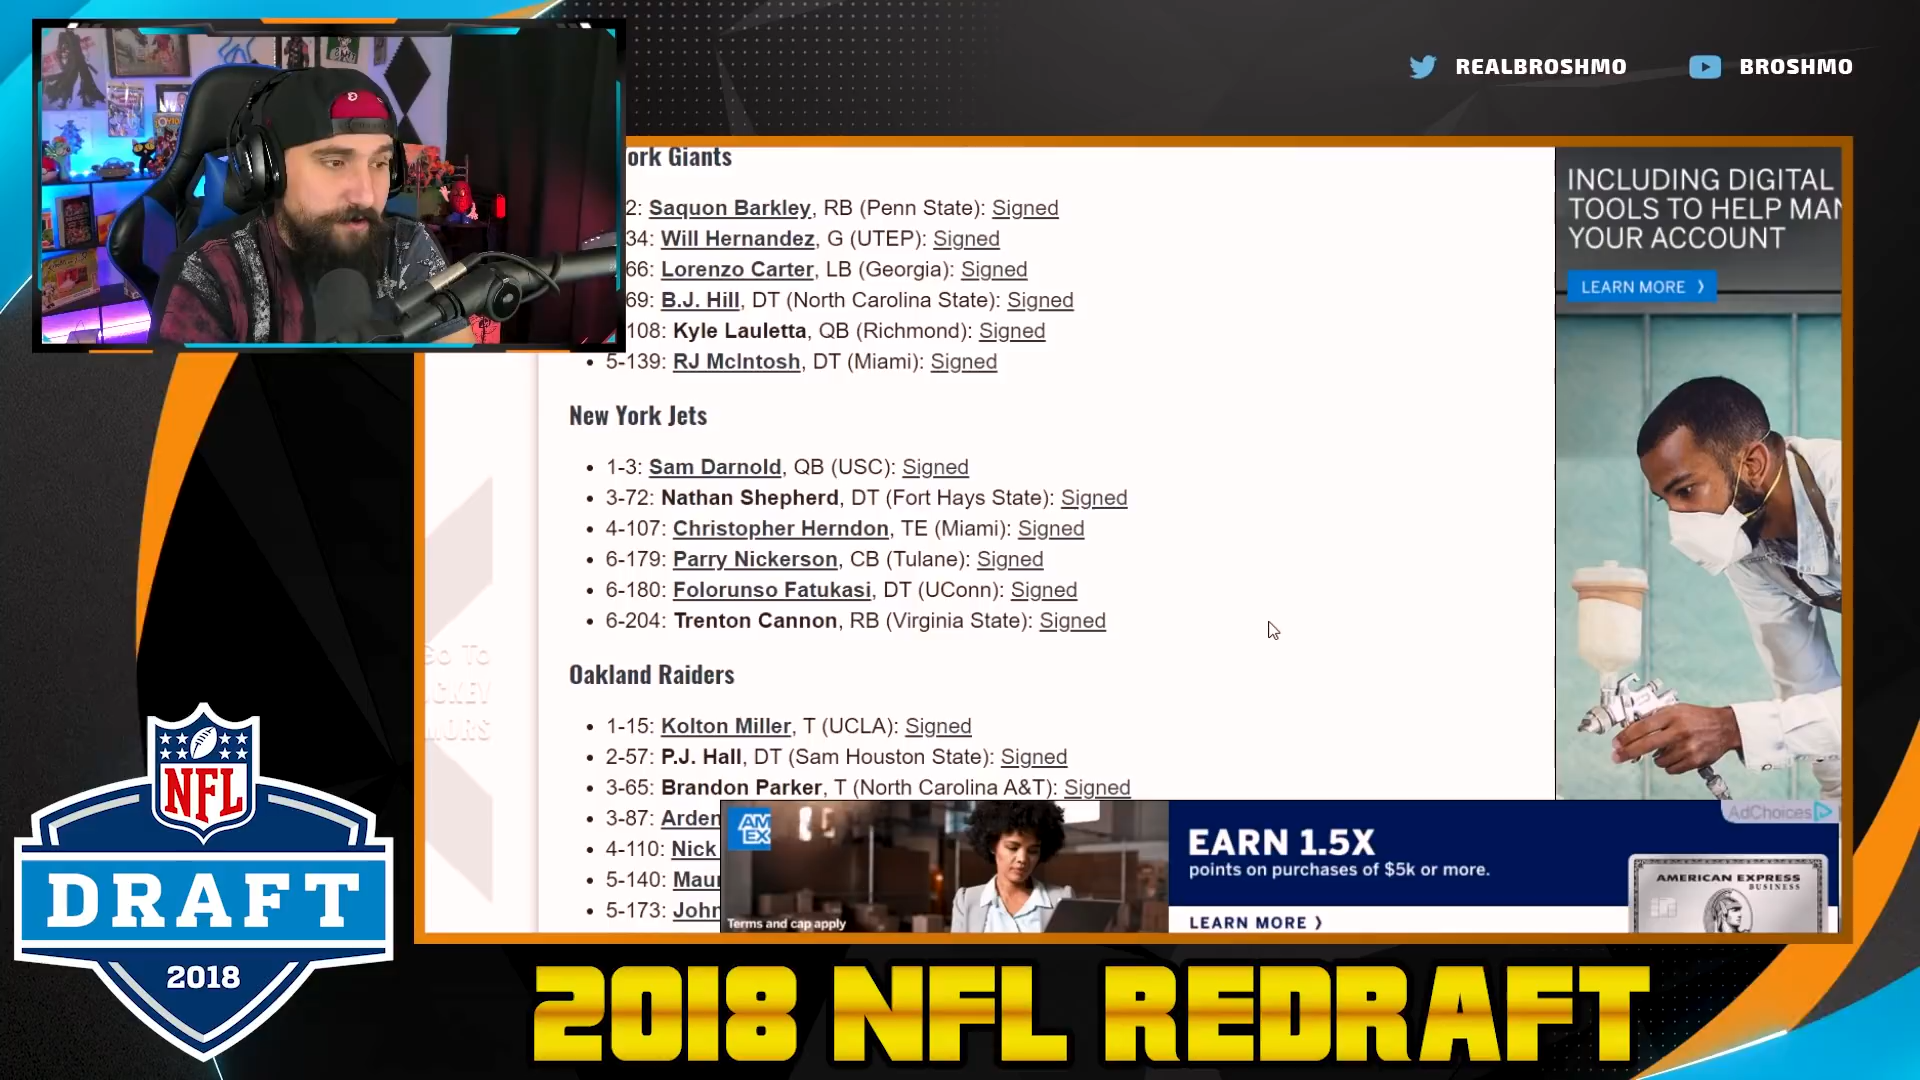 REALBROSHMO
BROSHMO
ork Giants
2: Saquon Barkley, RB (Penn State): Signed
34: Will Hernandez, G (UTEP): Signed
66: Lorenzo Carter, LB (Georgia): Signed
69: B.J. Hill, DT (North Carolina State): Signed
108: Kyle Lauletta, QB (Richmond): Signed
• 5-139: RJ McIntosh, DT (Miami): Signed
New York Jets
• 1-3: Sam Darnold, QB (USC): Signed
• 3-72: Nathan Shepherd, DT (Fort Hays State): Signed
• 4-107: Christopher Herndon, TE (Miami): Signed
• 6-179: Parry Nickerson, CB (Tulane): Signed
• 6-180: Folorunso Fatukasi, DT (UConn): Signed
• 6-204: Trenton Cannon, RB (Virginia State): Signed
Oakland Raiders
• 1-15: Kolton Miller, T (UCLA): Signed
• 2-57: P.J. Hall, DT (Sam Houston State): Signed
• 3-65: Brandon Parker, T (North Carolina A&T): Signed
• 3-87: Arden
• 4-110: Nick
• 5-140: Maur
• 5-173: John
INCLUDING DIGITAL
TOOLS TO HELP MAN
YOUR ACCOUNT
LEARN MORE ⟩
AdChoices
AM
EX
Terms and cap apply
EARN 1.5X
points on purchases of $5k or more.
LEARN MORE ⟩
AMERICAN EXPRESS
BUSINESS
NFL
DRAFT
2018
2018 NFL REDRAFT